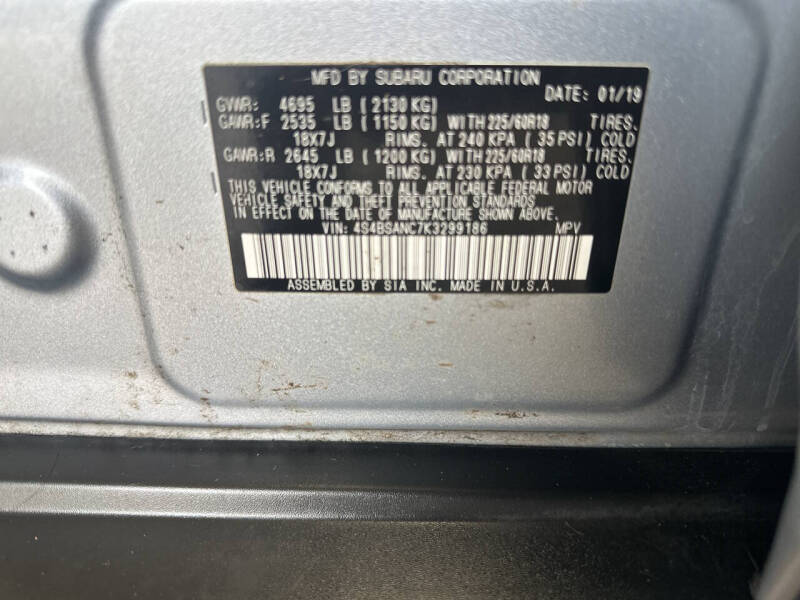 MFD BY SUBARU CORPORATION
DATE: 01/19
GVWR: 4695 LB (2130 KG)
GAWR:F 2535 LB (1150 KG) WITH 225/60R18 TIRES.
18X7J RIMS. AT 240 KPA (35 PSI) COLD
GAWR:R 2645 LB (1200 KG) WITH 225/60R18 TIRES.
18X7J RIMS. AT 230 KPA (33 PSI) COLD
THIS VEHICLE CONFORMS TO ALL APPLICABLE FEDERAL MOTOR
VEHICLE SAFETY AND THEFT PREVENTION STANDARDS
IN EFFECT ON THE DATE OF MANUFACTURE SHOWN ABOVE.
VIN: 4S4BSANC7K3299186 MPV
ASSEMBLED BY SIA INC. MADE IN U.S.A.